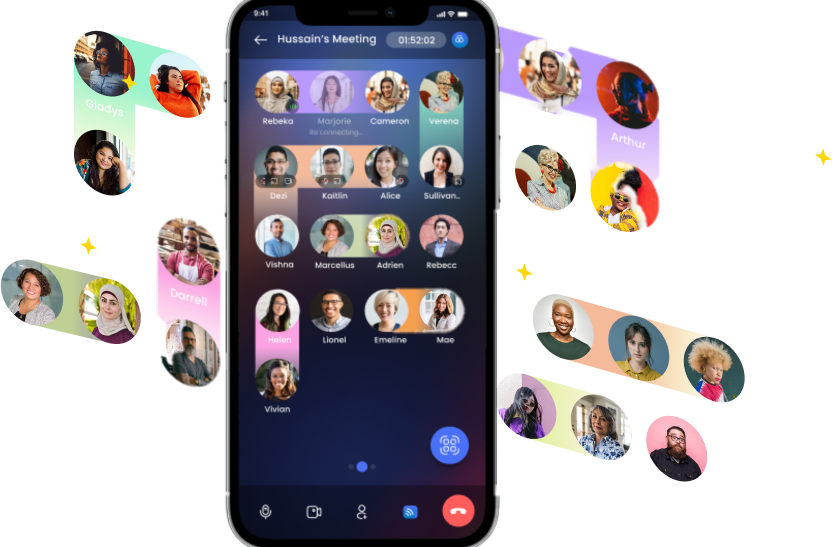 9:41
Hussain's Meeting
01:52:02
Gladys
Rebeka
Marjorie
Cameron
Verena
Re connecting...
Arthur
Dezi
Kaitlin
Alice
Sullivan..
Vishna
Marcellus
Adrien
Rebecc
Darrell
Helen
Lionel
Emeline
Mae
Vivian